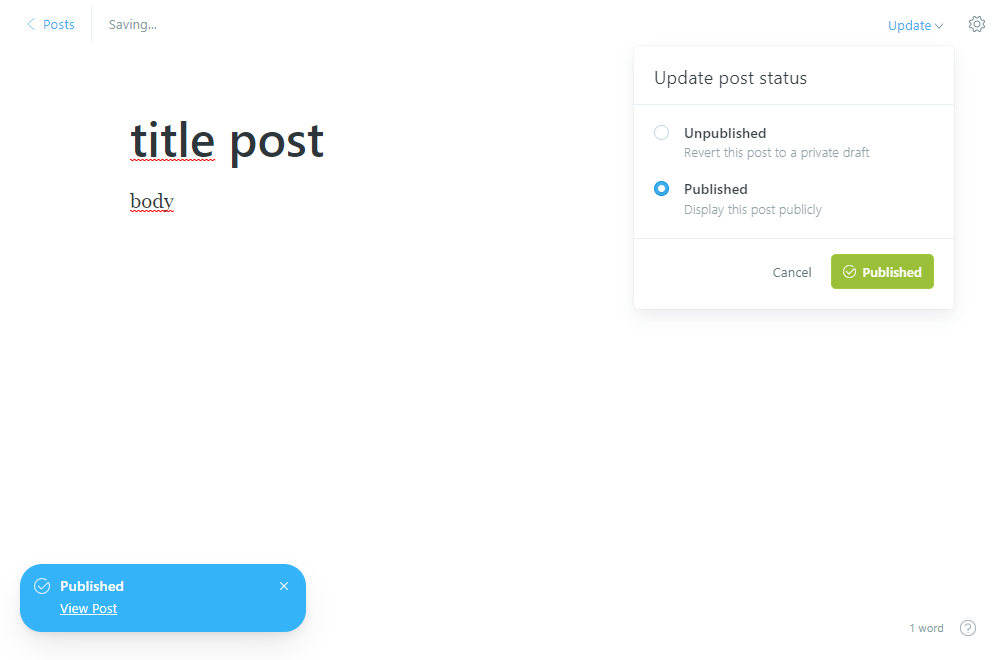 Posts
Saving...
Update
Update post status
title post
Unpublished
Revert this post to a private draft
body
Published
Display this post publicly
Cancel
Published
Published
View Post
1 word
?